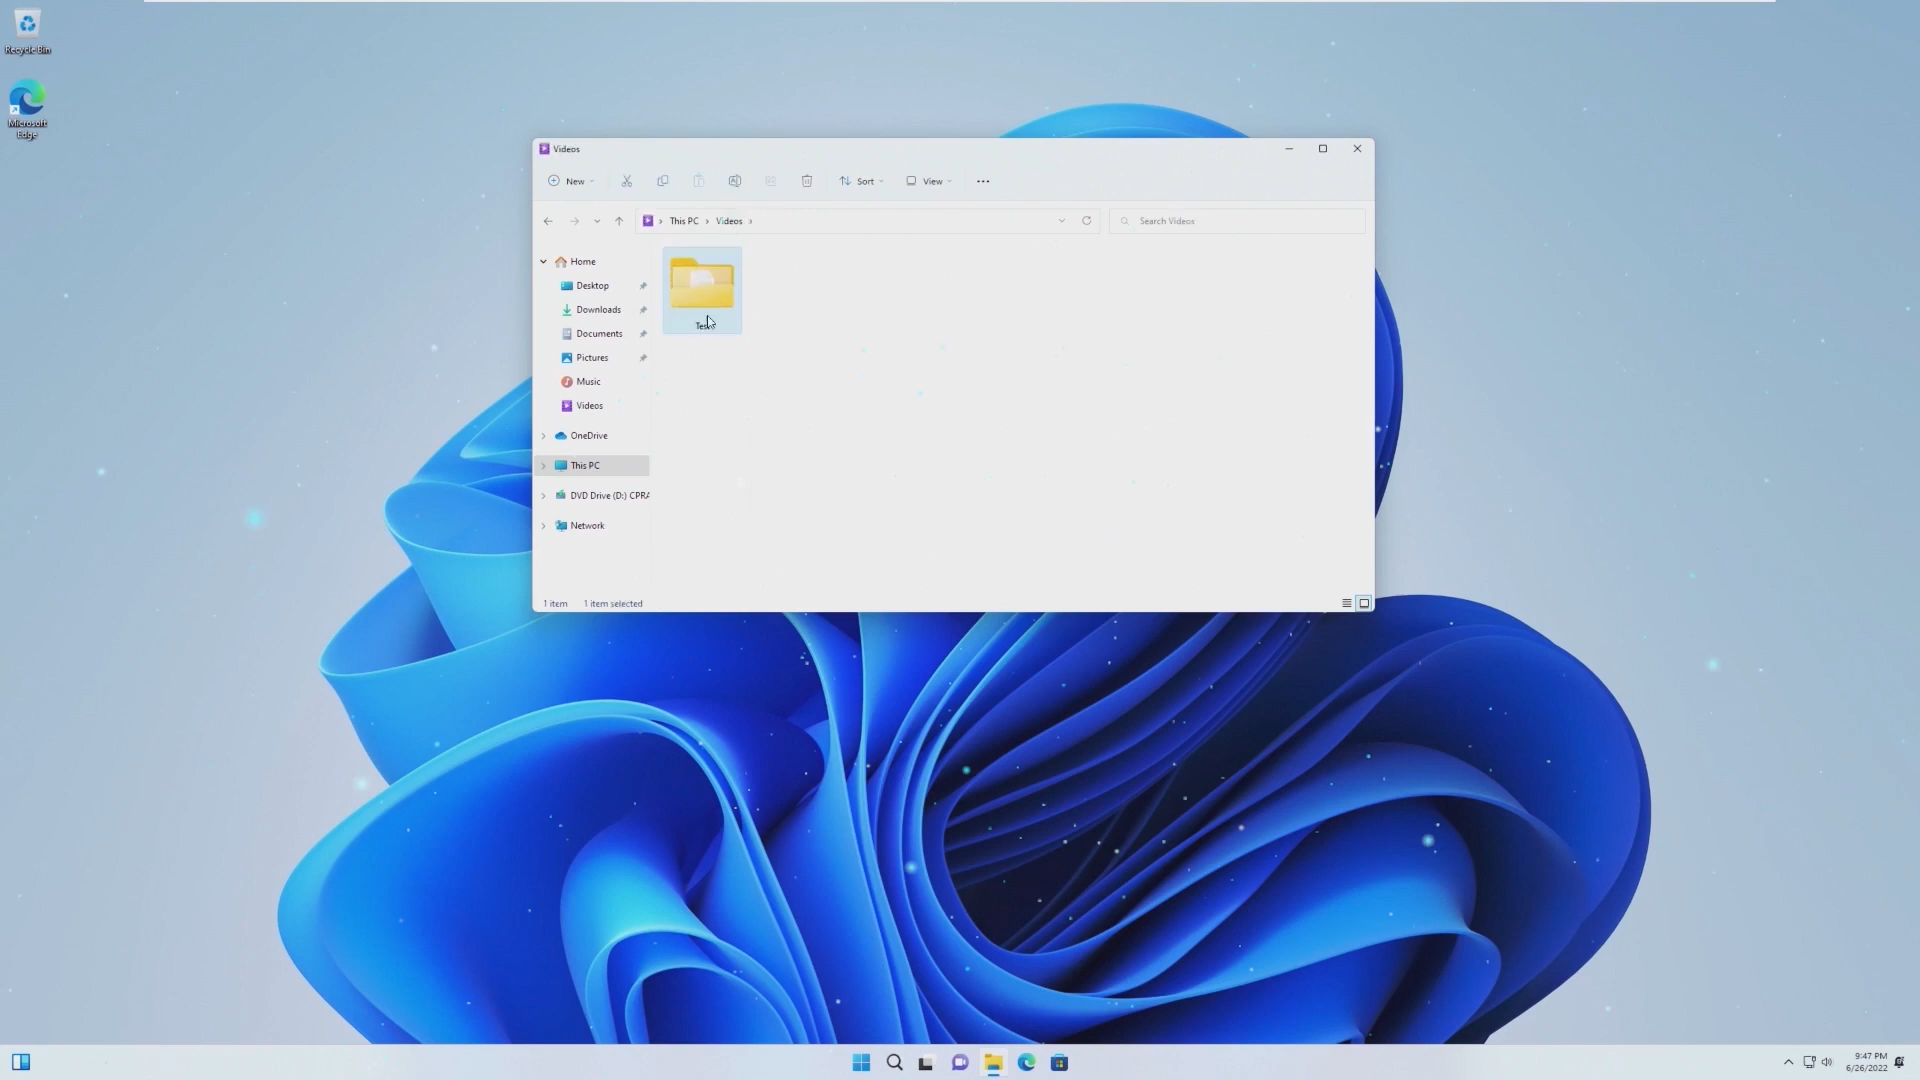 Recycle Bin
Microsoft
Edge
Videos
New
Sort
View
This PC
Videos
Search Videos
Home
Desktop
Downloads
Documents
Pictures
Music
Videos
OneDrive
This PC
DVD Drive (D:) CPRA
Network
1 item
1 item selected
9:47 PM
6/26/2022